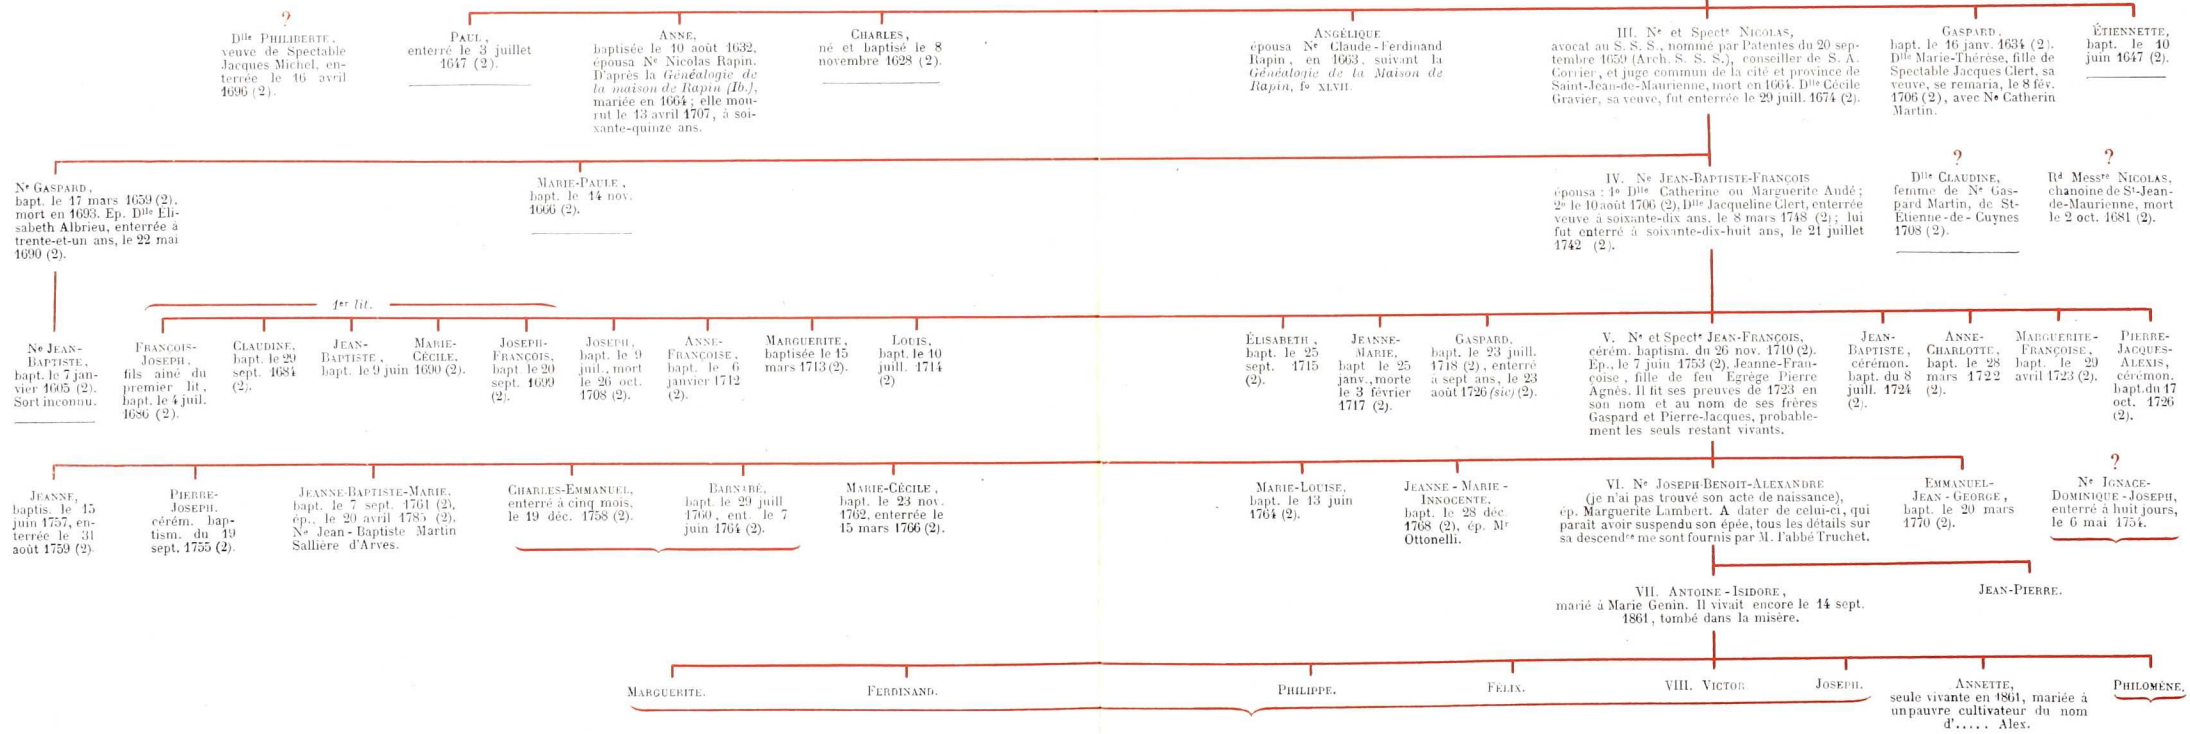 ?
Dlle PHILIBERTE,
veuve de Spectable
Jacques Michel, en-
terrée le 16 avril
1696 (2).
PAUL,
enterré le 3 juillet
1647 (2).
ANNE,
baptisée le 10 août 1632,
épousa Ne Nicolas Rapin.
D'après la Généalogie de
la maison de Rapin (Ib.),
mariée en 1664 ; elle mou-
rut le 13 avril 1707, à soi-
xante-quinze ans.
CHARLES,
né et baptisé le 8
novembre 1628 (2).
ANGÉLIQUE
épousa Ne Claude-Ferdinand
Rapin, en 1663, suivant la
Généalogie de la Maison de
Rapin, fo XLVII.
III. Ne et Specte NICOLAS,
avocat au S. S. S., nommé par Patentes du 20 sep-
tembre 1659 (Arch. S. S. S.), conseiller de S. A.
Corrier, et juge commun de la cité et province de
Saint-Jean-de-Maurienne, mort en 1664. Dlle Cécile
Gravier, sa veuve, fut enterrée le 29 juill. 1674 (2).
GASPARD,
bapt. le 16 janv. 1634 (2).
Dlle Marie-Thérèse, fille de
Spectable Jacques Clert, sa
veuve, se remaria, le 8 fév.
1706 (2), avec Ne Catherin
Martin.
ÉTIENNETTE,
bapt. le 10
juin 1647 (2).
Ne GASPARD,
bapt. le 17 mars 1659 (2),
mort en 1693. Ep. Dlle Éli-
sabeth Albrieu, enterrée à
trente-et-un ans, le 22 mai
1690 (2).
MARIE-PAULE,
bapt. le 14 nov.
1666 (2).
IV. Ne JEAN-BAPTISTE-FRANÇOIS
épousa : 1o Dlle Catherine ou Marguerite Audé ;
2o le 10 août 1706 (2), Dlle Jacqueline Clert, enterrée
veuve à soixante-dix ans, le 8 mars 1748 (2) ; lui
fut enterré à soixante-dix-huit ans, le 21 juillet
1742 (2).
?
Dlle CLAUDINE,
femme de Ne Gas-
pard Martin, de St-
Etienne-de-Cuynes
1708 (2).
?
Rd Messre NICOLAS,
chanoine de St-Jean-
de-Maurienne, mort
le 2 oct. 1681 (2).
1er lit.
Ne JEAN-
BAPTISTE,
bapt. le 7 jan-
vier 1605 (2).
Sort inconnu.
FRANÇOIS-
JOSEPH,
fils aîné du
premier lit,
bapt. le 4 juil.
1686 (2).
CLAUDINE,
bapt. le 29
sept. 1684
(2).
JEAN-
BAPTISTE,
bapt. le 9 juin
MARIE-
CÉCILE,
1690 (2).
JOSEPH-
FRANÇOIS,
bapt. le 20
sept. 1699
(2).
JOSEPH,
bapt. le 9
juil., mort
le 26 oct.
1708 (2).
ANNE-
FRANÇOISE,
bapt. le 6
janvier 1712
(2).
MARGUERITE,
baptisée le 15
mars 1713 (2).
LOUIS,
bapt. le 10
juill. 1714
(2)
ÉLISABETH,
bapt. le 25
sept. 1715
(2).
JEANNE-
MARIE,
bapt le 25
janv., morte
le 3 février
1717 (2).
GASPARD,
bapt. le 23 juill.
1718 (2), enterré
à sept ans, le 23
août 1726 (sic) (2).
V. Ne et Specte JEAN-FRANÇOIS,
cérém. baptism. du 26 nov. 1710 (2).
Ep., le 7 juin 1753 (2), Jeanne-Fran-
çoise, fille de feu Egrège Pierre
Agnès. Il fit ses preuves de 1723 en
son nom et au nom de ses frères
Gaspard et Pierre-Jacques, probable-
ment les seuls restant vivants.
JEAN-
BAPTISTE,
cérémon.
bapt. du 8
juill. 1724
(2).
ANNE-
CHARLOTTE,
bapt. le 28
mars 1722
(2).
MARGUERITE-
FRANÇOISE,
bapt. le 29
avril 1723 (2).
PIERRE-
JACQUES-
ALEXIS,
cérémon.
bapt. du 17
oct. 1726
(2).
JEANNE,
baptis. le 15
juin 1757, en-
terrée le 31
août 1759 (2).
PIERRE-
JOSEPH,
cérém. bap-
tism. du 19
sept. 1755 (2).
JEANNE-BAPTISTE-MARIE,
bapt. le 7 sept. 1761 (2),
ép., le 20 avril 1785 (2),
Ne Jean-Baptiste Martin
Sallière d'Arves.
CHARLES-EMMANUEL,
enterré à cinq mois,
le 19 déc. 1758 (2).
BARNABÉ,
bapt. le 29 juill.
1760, ent. le 7
juin 1764 (2).
MARIE-CÉCILE,
bapt. le 23 nov.
1762, enterrée le
15 mars 1766 (2).
MARIE-LOUISE,
bapt. le 13 juin
1764 (2).
JEANNE-MARIE-
INNOCENTE,
bapt. le 28 déc.
1768 (2), ép. Mr
Ottonelli.
VI. Ne JOSEPH-BENOIT-ALEXANDRE
(je n'ai pas trouvé son acte de naissance),
ép. Marguerite Lambert. A dater de celui-ci, qui
parait avoir suspendu son épée, tous les détails sur
sa descendce me sont fournis par M. l'abbé Truchet.
EMMANUEL-
JEAN-GEORGE,
bapt. le 20 mars
1770 (2).
?
Ne IGNACE-
DOMINIQUE-JOSEPH,
enterré à huit jours,
le 6 mai 1754.
VII. ANTOINE-ISIDORE,
marié à Marie Genin. Il vivait encore le 14 sept.
1861, tombé dans la misère.
JEAN-PIERRE.
MARGUERITE.
FERDINAND.
PHILIPPE.
FÉLIX.
VIII. VICTOR
JOSEPH.
ANNETTE,
seule vivante en 1861, mariée à
un pauvre cultivateur du nom
d'..... Alex.
PHILOMÈNE.